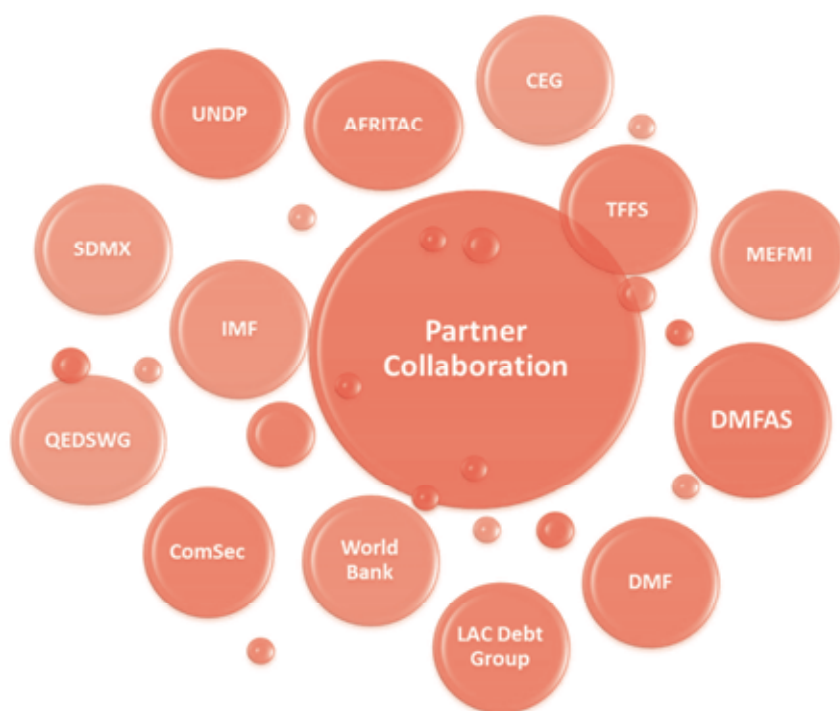 CEG
UNDP
AFRITAC
TFFS
SDMX
MEFMI
IMF
Partner
Collaboration
DMFAS
QEDSWG
ComSec
World
Bank
DMF
LAC Debt
Group